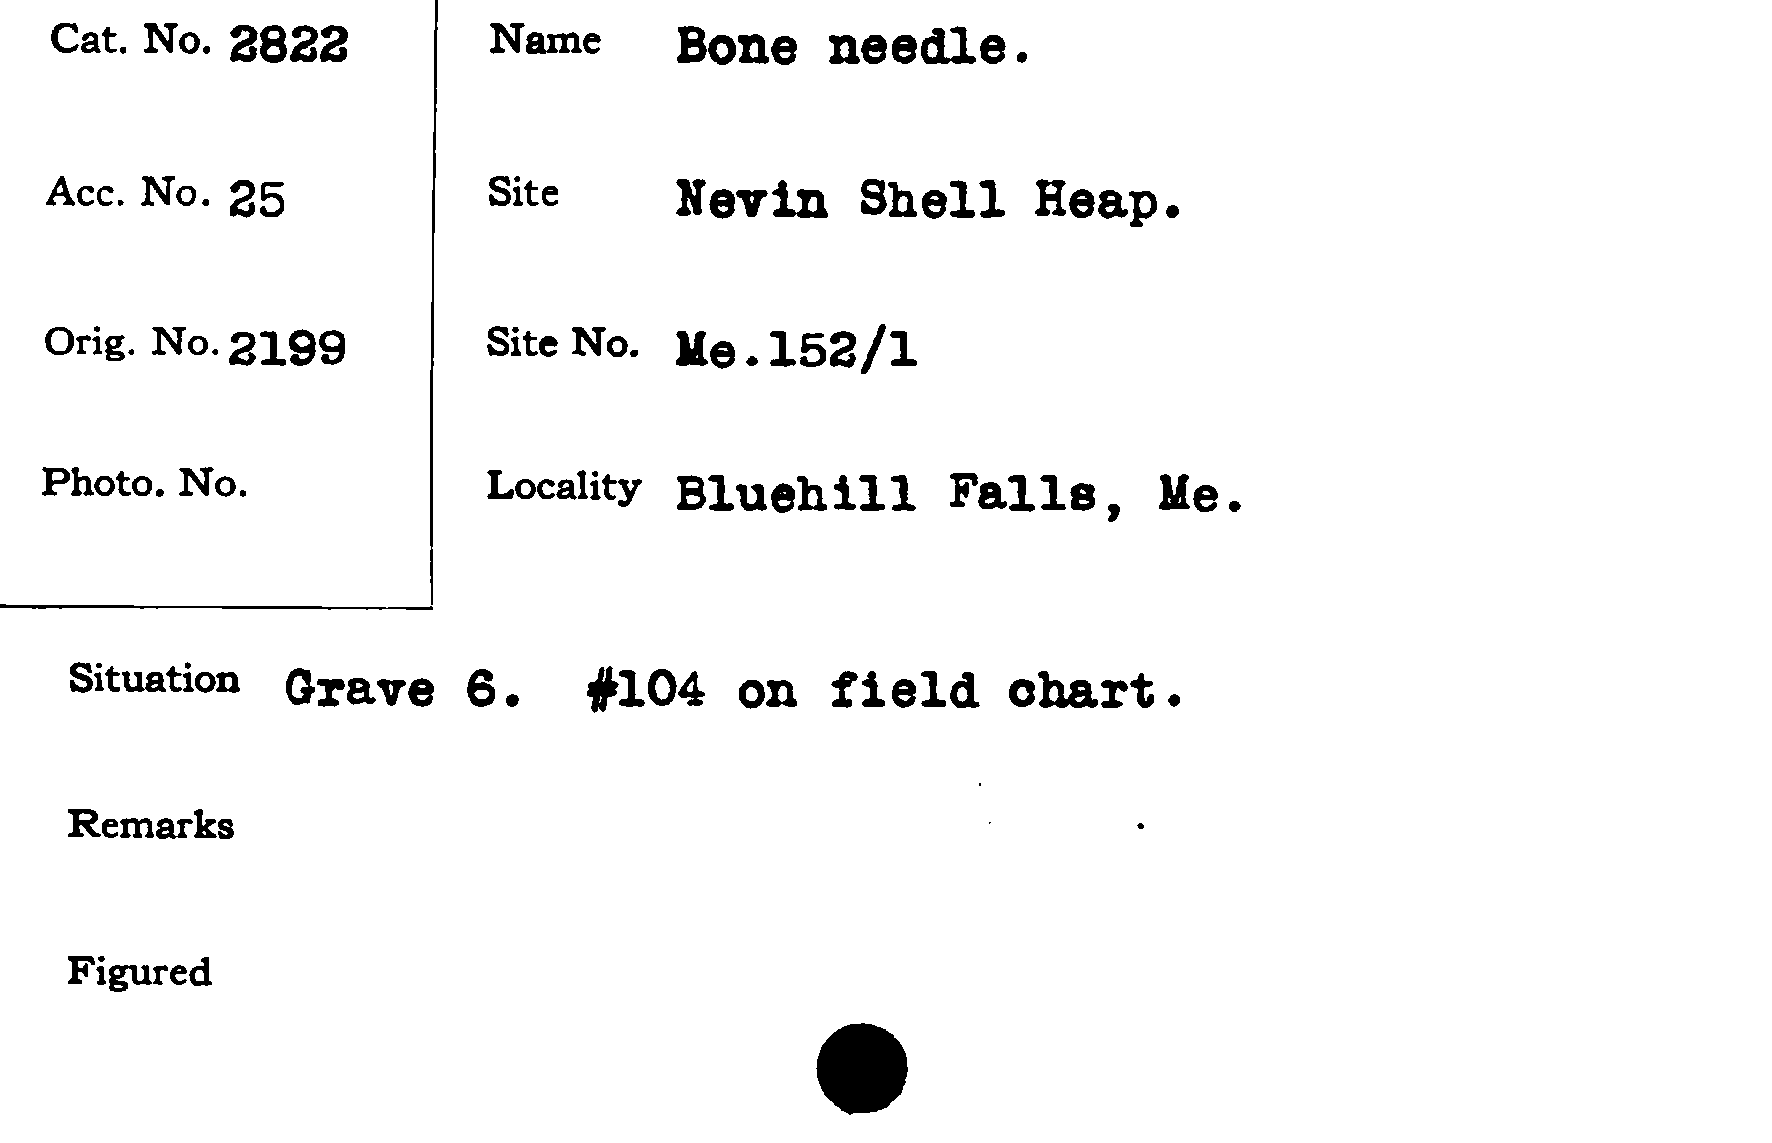 Cat. No. 2822
Acc. No. 25
Orig. No. 2199
Photo. No.
Name Bone needle.
Site Nevin Shell Heap.
Site No. Me.152/1
Locality Bluehill Falls, Me.
Situation Grave 6. #104 on field chart.
Remarks
Figured